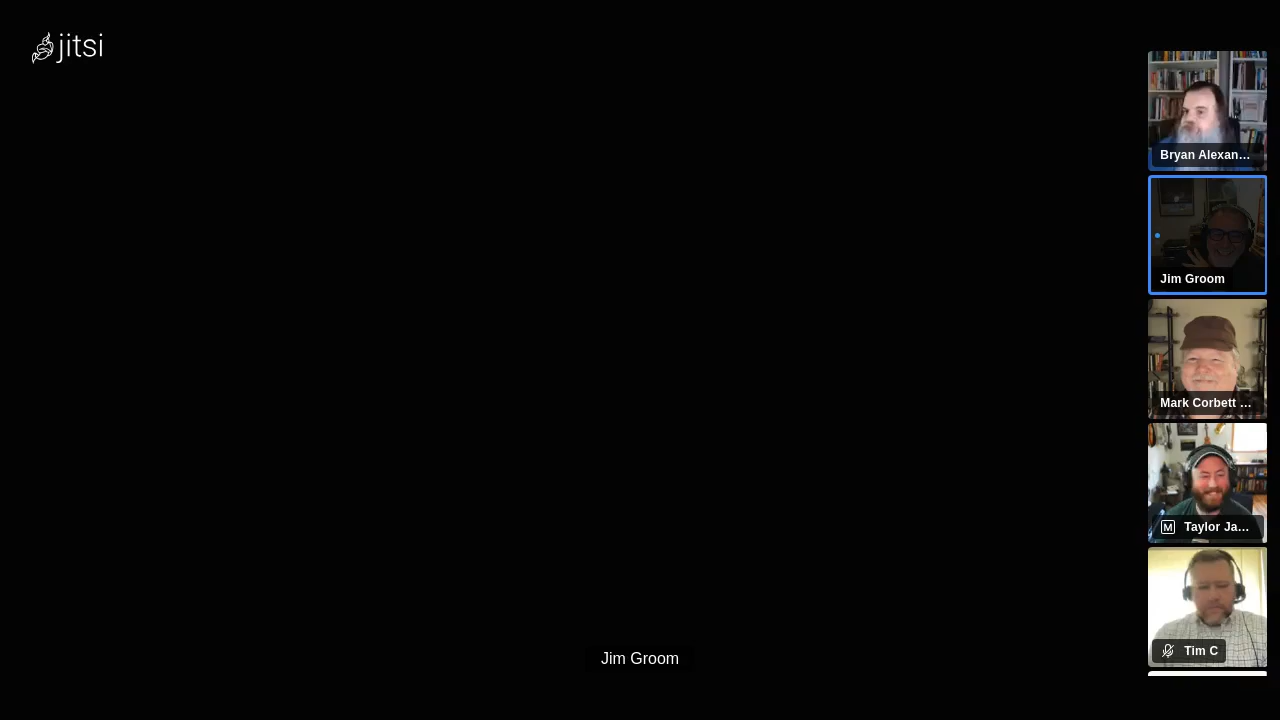 jitsi
Bryan Alexan...
Jim Groom
Mark Corbett ...
M Taylor Ja...
Tim C
Jim Groom